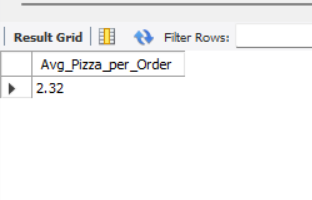 Result Grid Filter Rows:
Avg_Pizza_per_Order
2.32